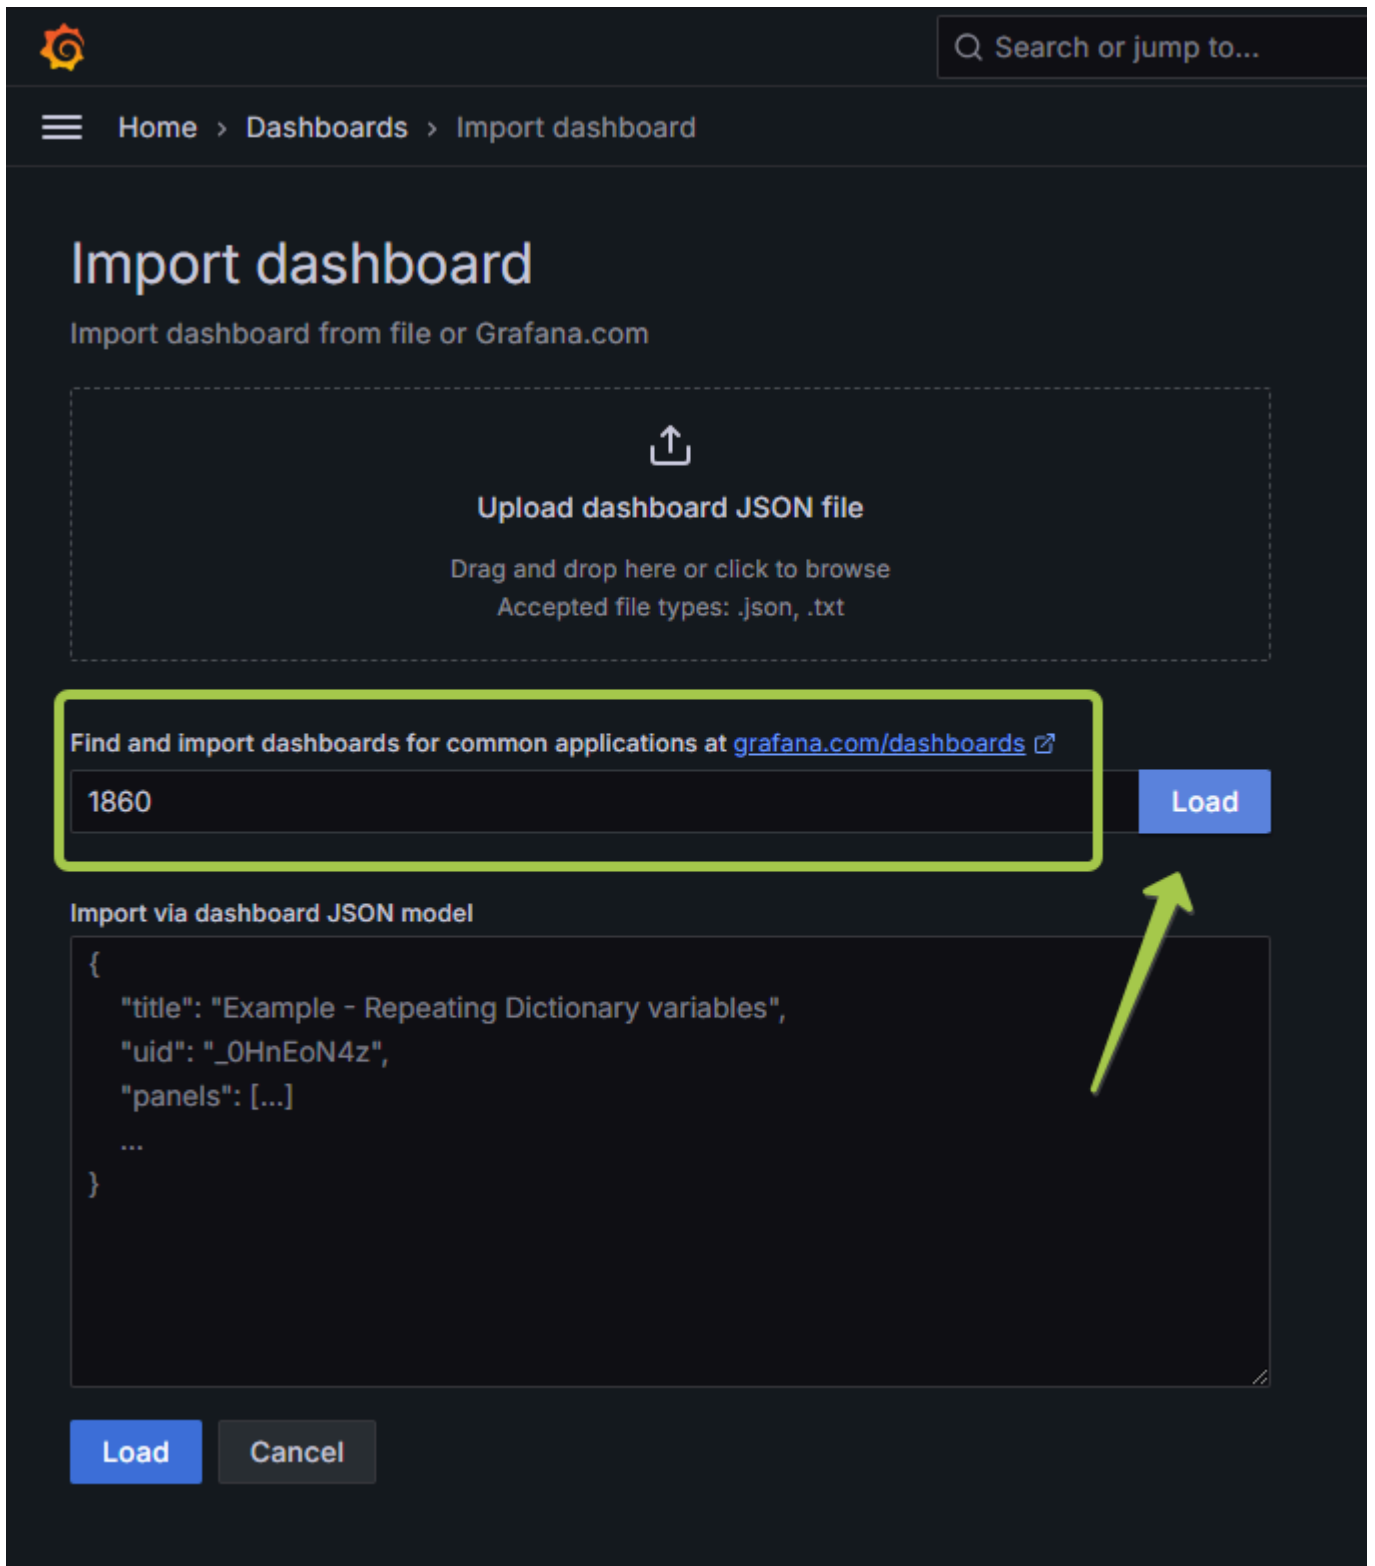 Search or jump to...
Home › Dashboards › Import dashboard
Import dashboard
Import dashboard from file or Grafana.com
Upload dashboard JSON file
Drag and drop here or click to browse
Accepted file types: .json, .txt
Find and import dashboards for common applications at grafana.com/dashboards
1860
Load
Import via dashboard JSON model
{
"title": "Example - Repeating Dictionary variables",
"uid": "_0HnEoN4z",
"panels": [...]
...
}
Load Cancel